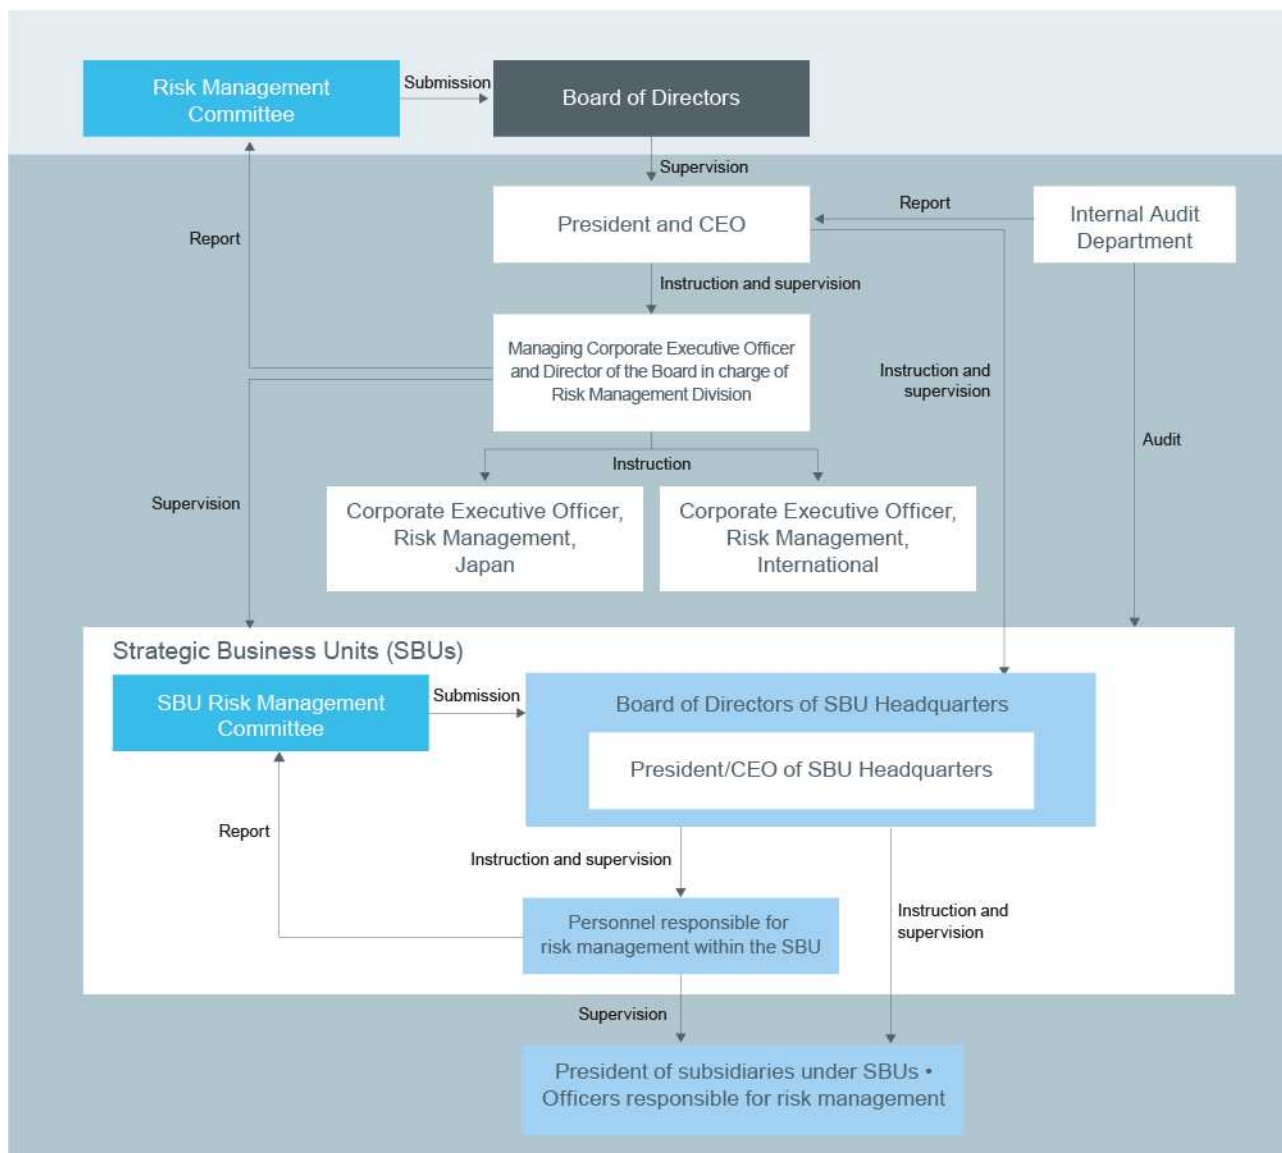 Risk Management
Committee
Submission
Board of Directors
Supervision
President and CEO
Report
Internal Audit
Department
Report
Instruction and supervision
Managing Corporate Executive Officer
and Director of the Board in charge of
Risk Management Division
Instruction and
supervision
Audit
Instruction
Supervision
Corporate Executive Officer,
Risk Management,
Japan
Corporate Executive Officer,
Risk Management,
International
Strategic Business Units (SBUs)
SBU Risk Management
Committee
Submission
Board of Directors of SBU Headquarters
President/CEO of SBU Headquarters
Report
Instruction and supervision
Personnel responsible for
risk management within the SBU
Instruction and
supervision
Supervision
President of subsidiaries under SBUs •
Officers responsible for risk management